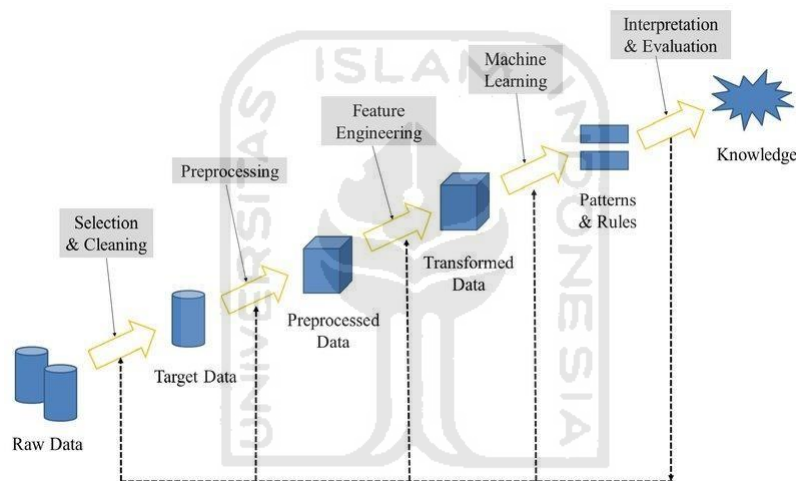 Interpretation
& Evaluation
Machine
Learning
Feature
Engineering
Preprocessing
Selection
& Cleaning
Raw Data
Target Data
Preprocessed
Data
Transformed
Data
Patterns
& Rules
Knowledge
UNIVERSITAS
ISLAM
INDONESIA